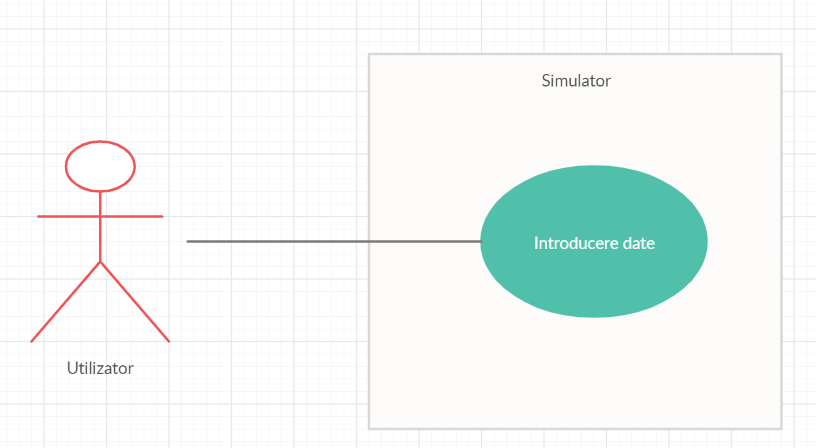 Simulator
Introducere date
Utilizator